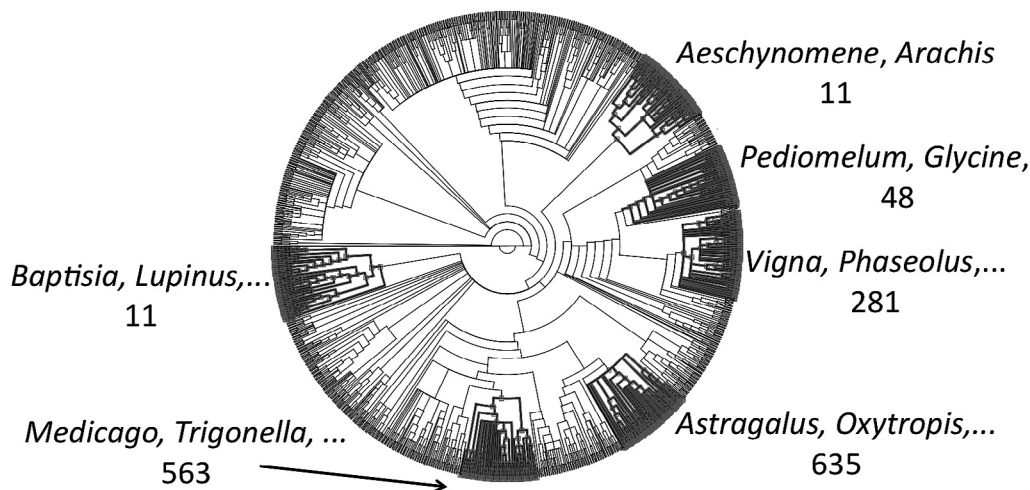 Aeschynomene, Arachis
11
Pediomelum, Glycine,
48
Vigna, Phaseolus,...
281
Baptisia, Lupinus,...
11
Medicago, Trigonella, ...
563
Astragalus, Oxytropis,...
635